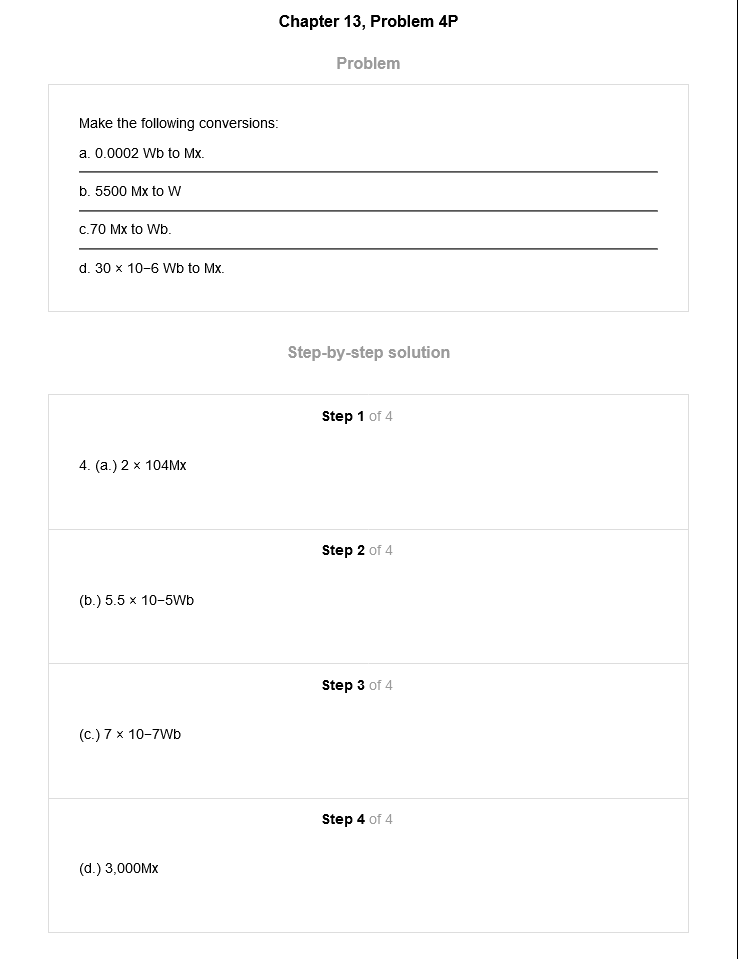 Chapter 13, Problem 4P
Problem
Make the following conversions:
a. 0.0002 Wb to Mx.
b. 5500 Mx to W
c.70 Mx to Wb.
d. 30 × 10−6 Wb to Mx.
Step-by-step solution
Step 1 of 4
4. (a.) 2 × 104Mx
Step 2 of 4
(b.) 5.5 × 10−5Wb
Step 3 of 4
(c.) 7 × 10−7Wb
Step 4 of 4
(d.) 3,000Mx